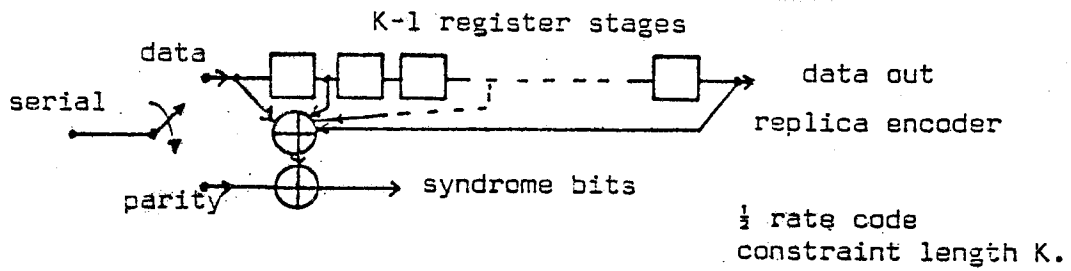 K-1 register stages
data
data out
serial
replica encoder
parity
syndrome bits
½ rate code
constraint length K.